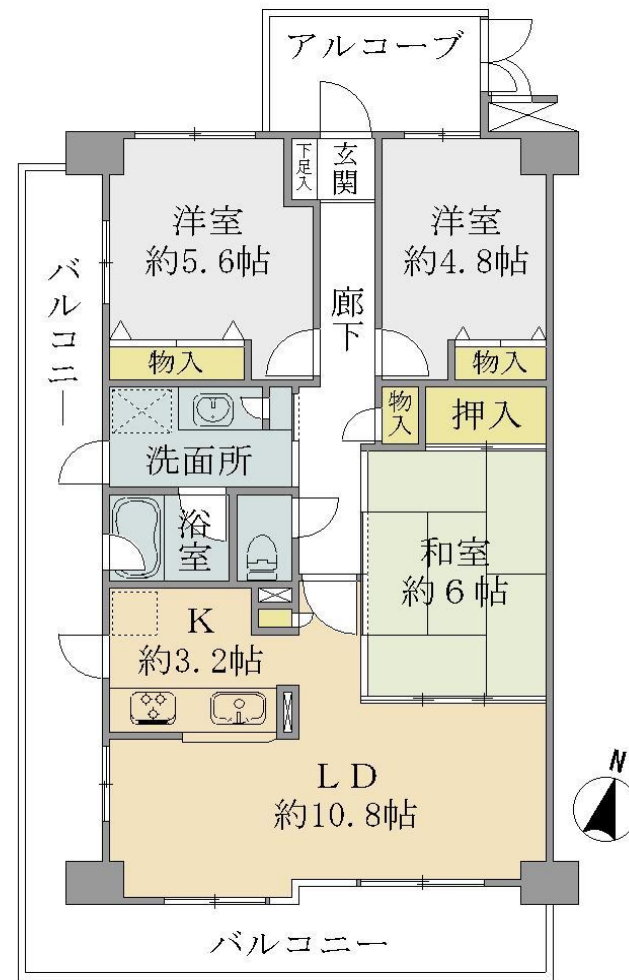 アルコーブ
下足入
玄関
洋室
約5.6帖
洋室
約4.8帖
バルコニー
廊下
物入
物入
物入
押入
洗面所
浴室
和室
約6帖
K
約3.2帖
LD
約10.8帖
N
バルコニー